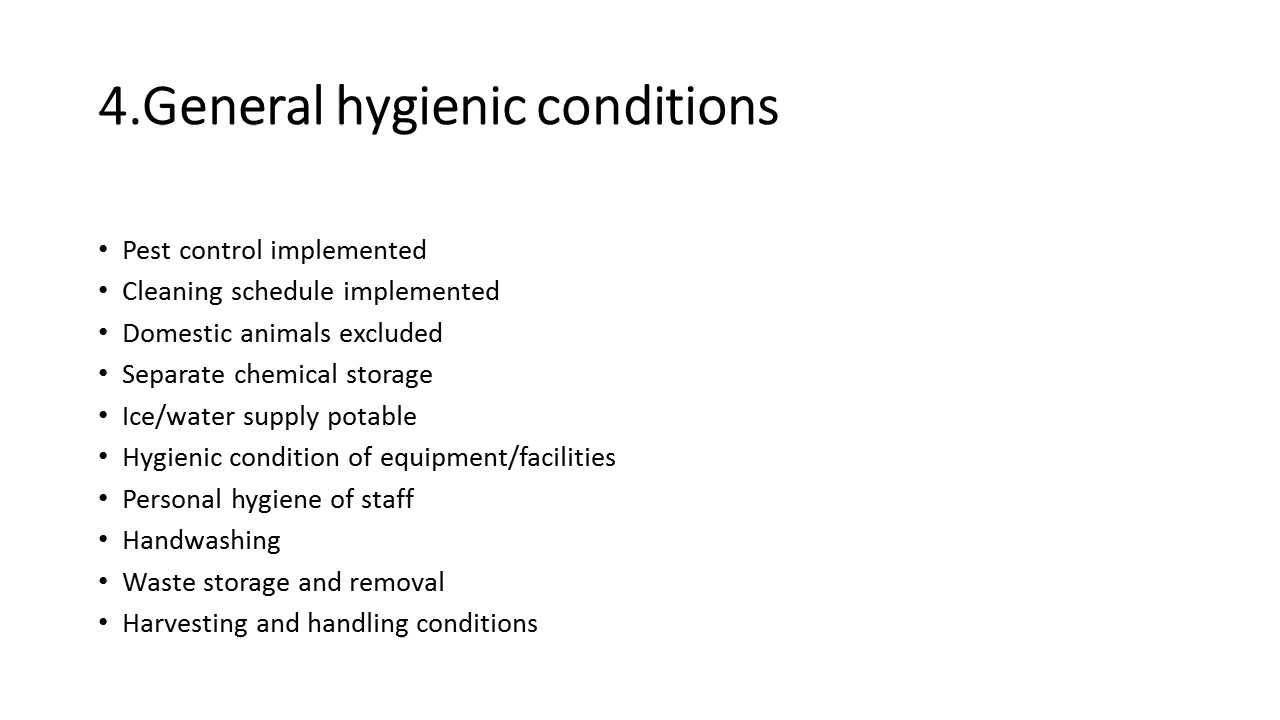 4.General hygienic conditions
• Pest control implemented
• Cleaning schedule implemented
• Domestic animals excluded
• Separate chemical storage
• Ice/water supply potable
• Hygienic condition of equipment/facilities
• Personal hygiene of staff
• Handwashing
• Waste storage and removal
• Harvesting and handling conditions